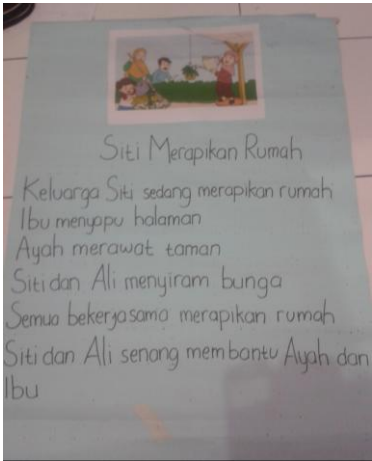 Siti Merapikan Rumah
Keluarga Siti sedang merapikan rumah
Ibu menyapu halaman
Ayah merawat taman
Siti dan Ali menyiram bunga
Semua bekerjasama merapikan rumah
Siti dan Ali senang membantu Ayah dan
Ibu